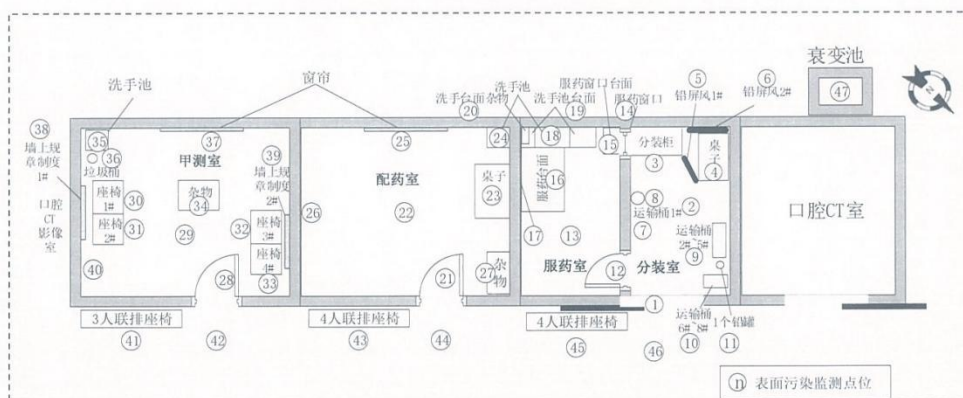 衰变池
㊼
N
洗手池
窗帘
洗手池
洗手台面杂物
⑳
洗手台面
⑲
服药窗口台面
服药窗口
⑭
⑤
铅屏风1#
⑥
铅屏风2#
㊳
墙上规
章制度
1#
口腔
CT
影像
室
㉟
㊱
垃圾桶
㊲
甲测室
座椅
1#
㉚
座椅
2#
㉛
杂物
㉞
㉙
㊴
墙上规
章制度
2#
㉜
座椅
3#
座椅
4#
㉝
㊵
㉘
㉕
配药室
㉖
㉒
㉔
桌子
㉓
㉑
㉗
杂
物
⑱
⑮
服药台面
⑯
⑰
⑬
服药室
⑫
分装柜
③
桌
子
④
⑧
运输桶1#
②
⑦
运输桶
2#~5#
⑨
分装室
①
运输桶
6#~8#
⑩
1个铅罐
⑪
口腔CT室
3人联排座椅
㊶
㊷
4人联排座椅
㊸
㊹
4人联排座椅
㊺
㊻
ⓝ 表面污染监测点位